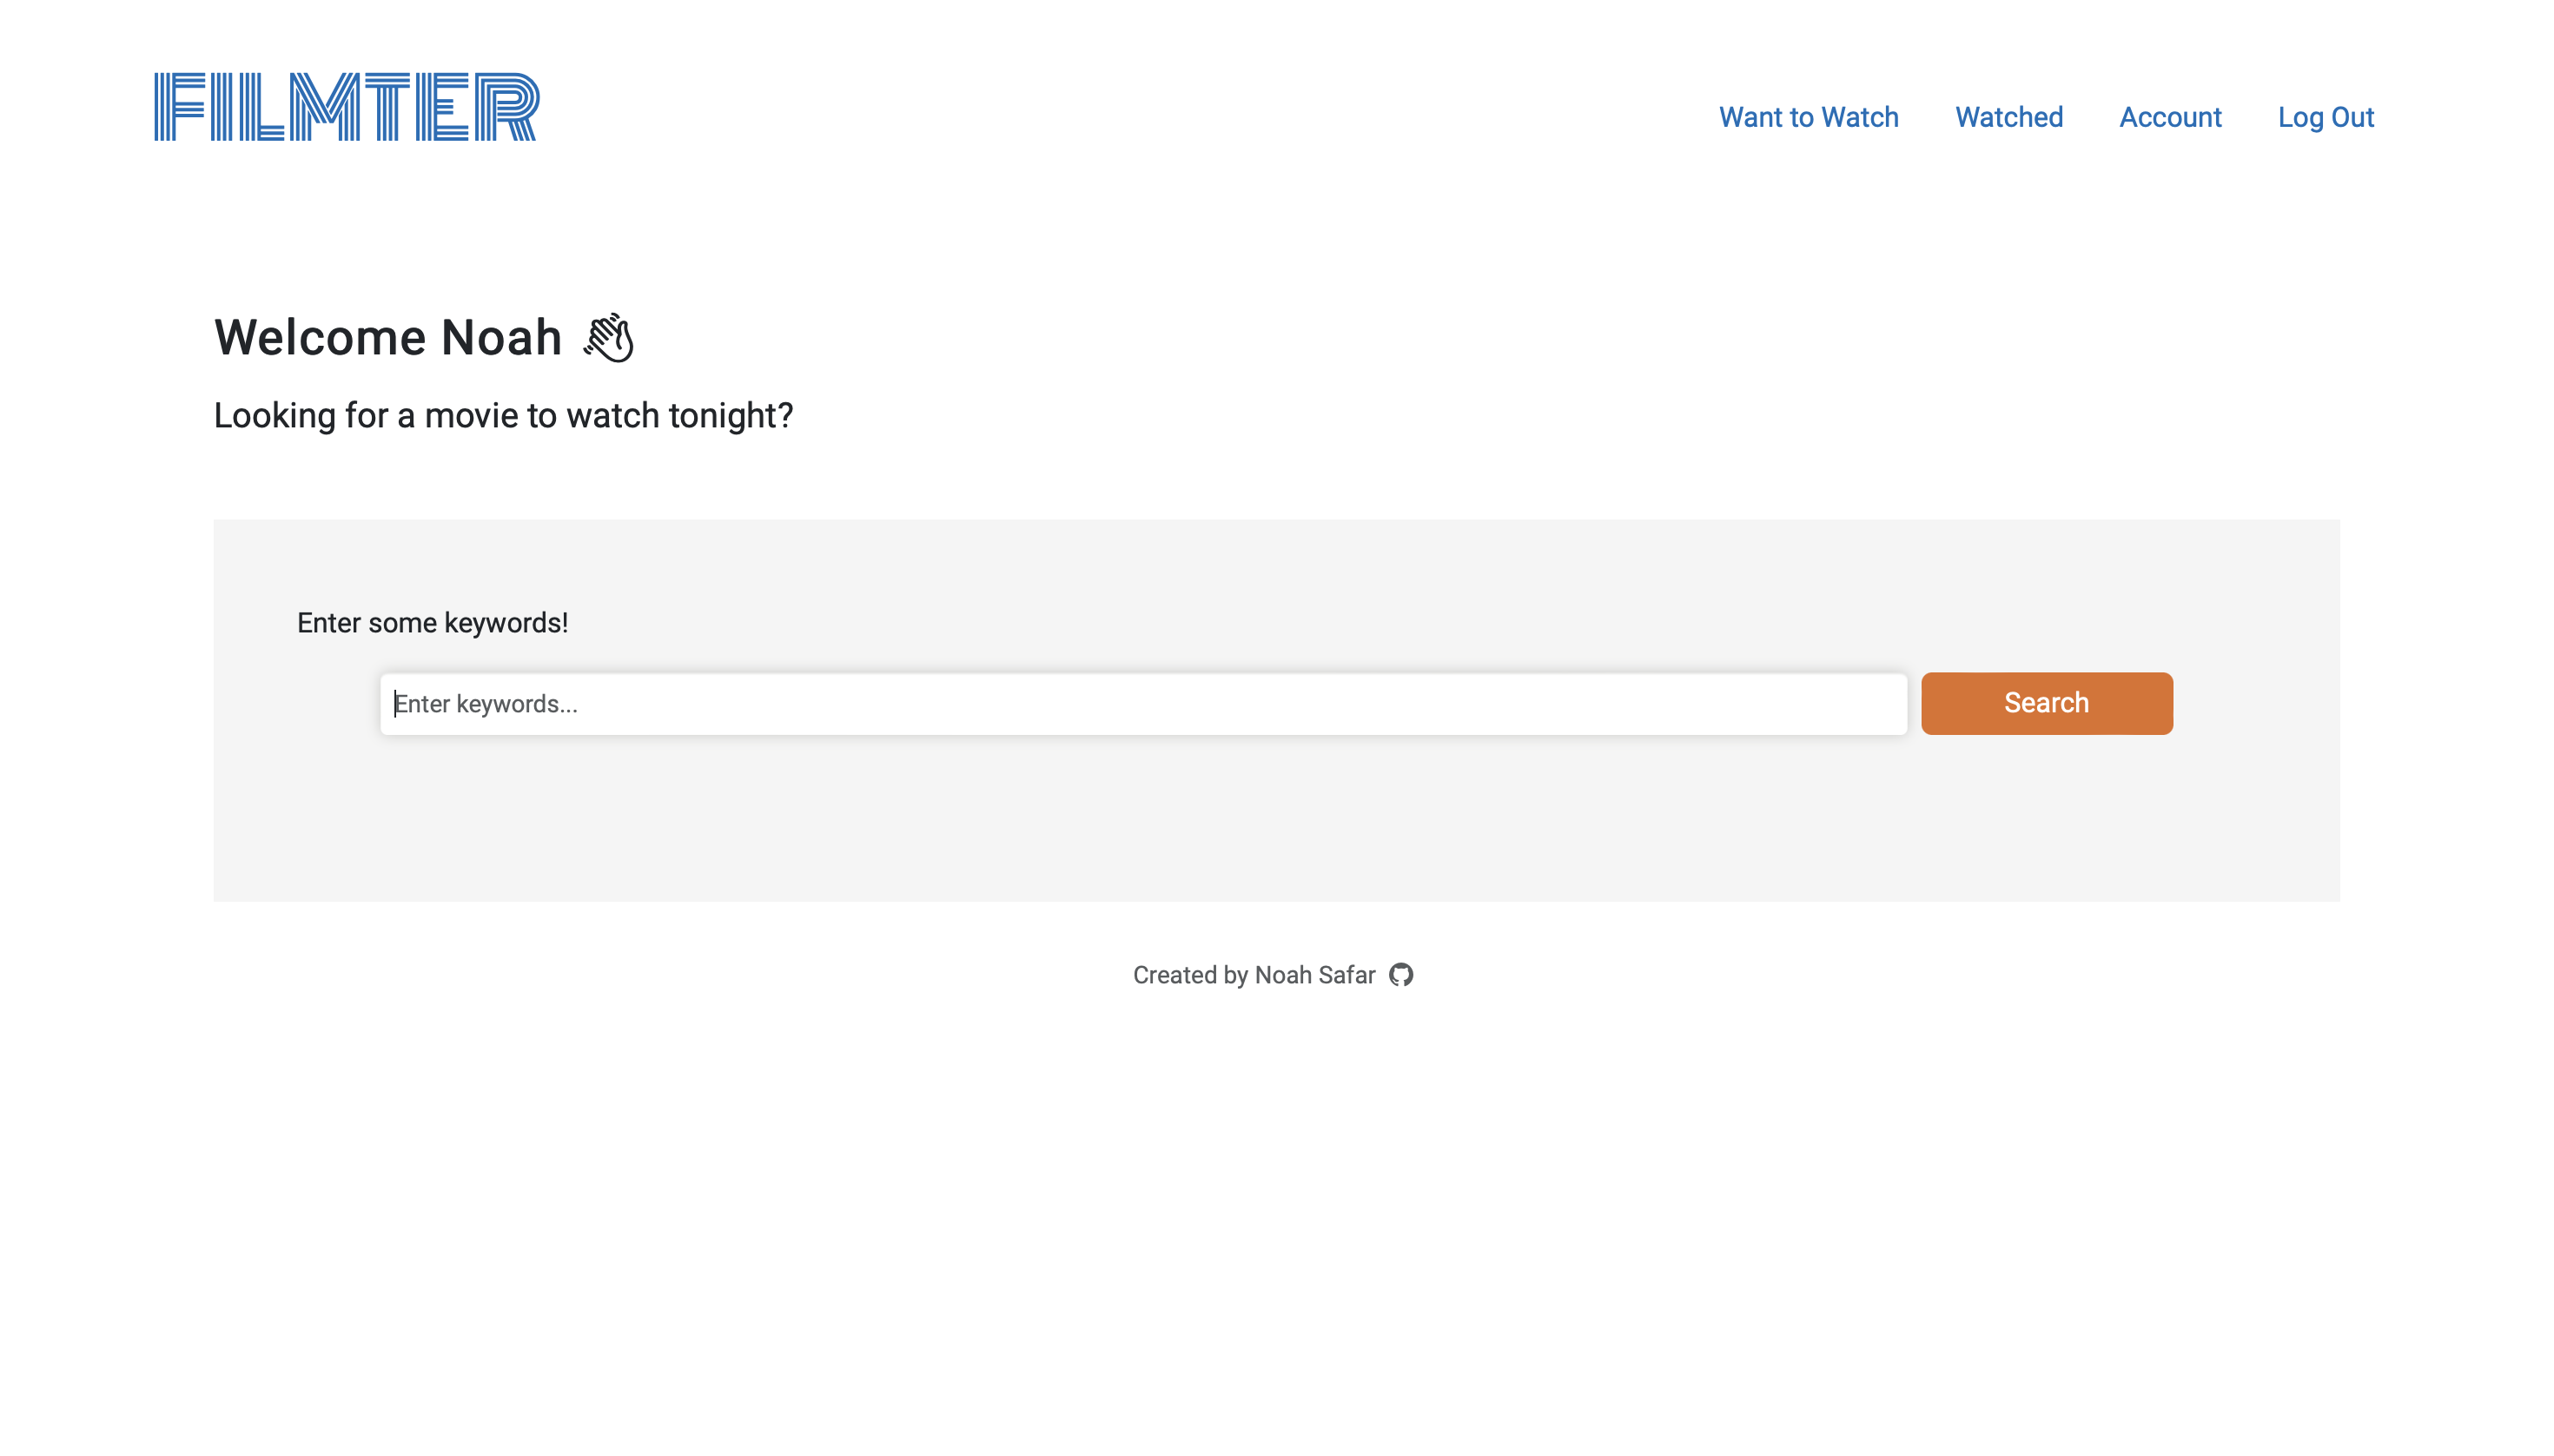 FILMTER
Want to Watch Watched Account Log Out
Welcome Noah
Looking for a movie to watch tonight?
Enter some keywords!
Enter keywords...
Search
Created by Noah Safar